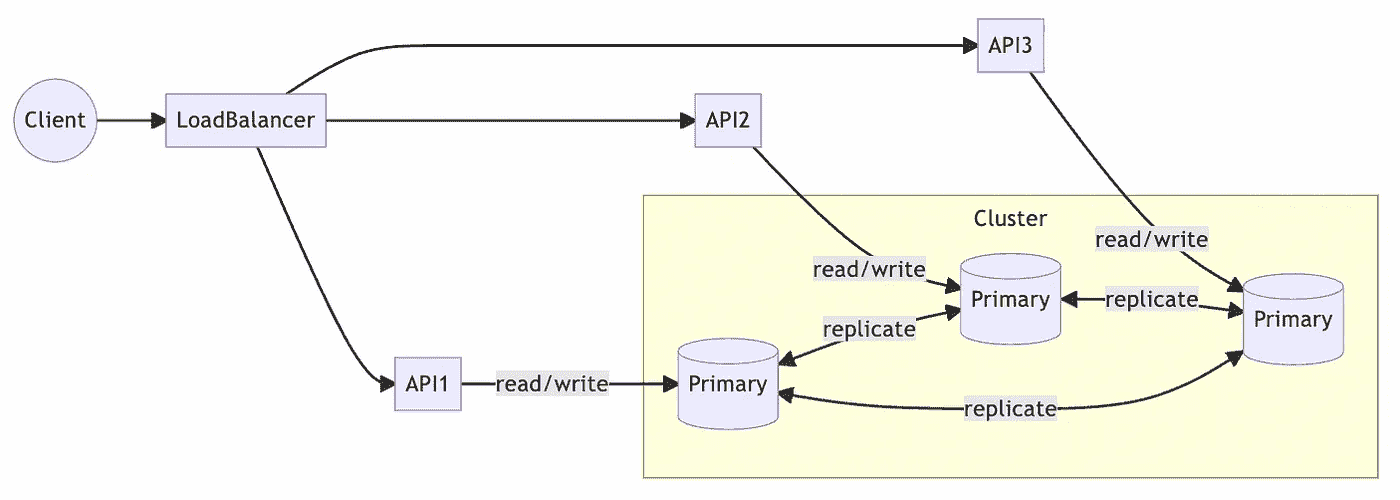 API3
Client
LoadBalancer
API2
Cluster
read/write
read/write
Primary
replicate
Primary
replicate
API1
read/write
Primary
replicate